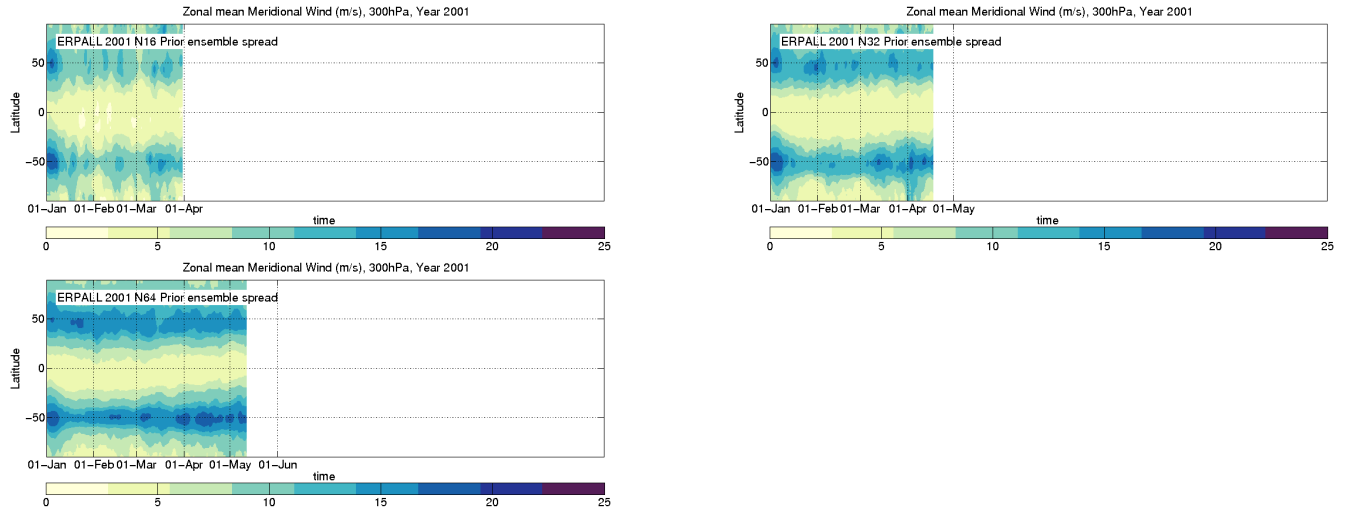 Zonal mean Meridional Wind (m/s), 300hPa, Year 2001
ERPALL 2001 N16 Prior ensemble spread
Latitude
50
0
−50
01−Jan 01−Feb 01−Mar 01−Apr
time
0 5 10 15 20 25
Zonal mean Meridional Wind (m/s), 300hPa, Year 2001
ERPALL 2001 N32 Prior ensemble spread
Latitude
50
0
−50
01−Jan 01−Feb 01−Mar 01−Apr 01−May
time
0 5 10 15 20 25
Zonal mean Meridional Wind (m/s), 300hPa, Year 2001
ERPALL 2001 N64 Prior ensemble spread
Latitude
50
0
−50
01−Jan 01−Feb 01−Mar 01−Apr 01−May 01−Jun
time
0 5 10 15 20 25